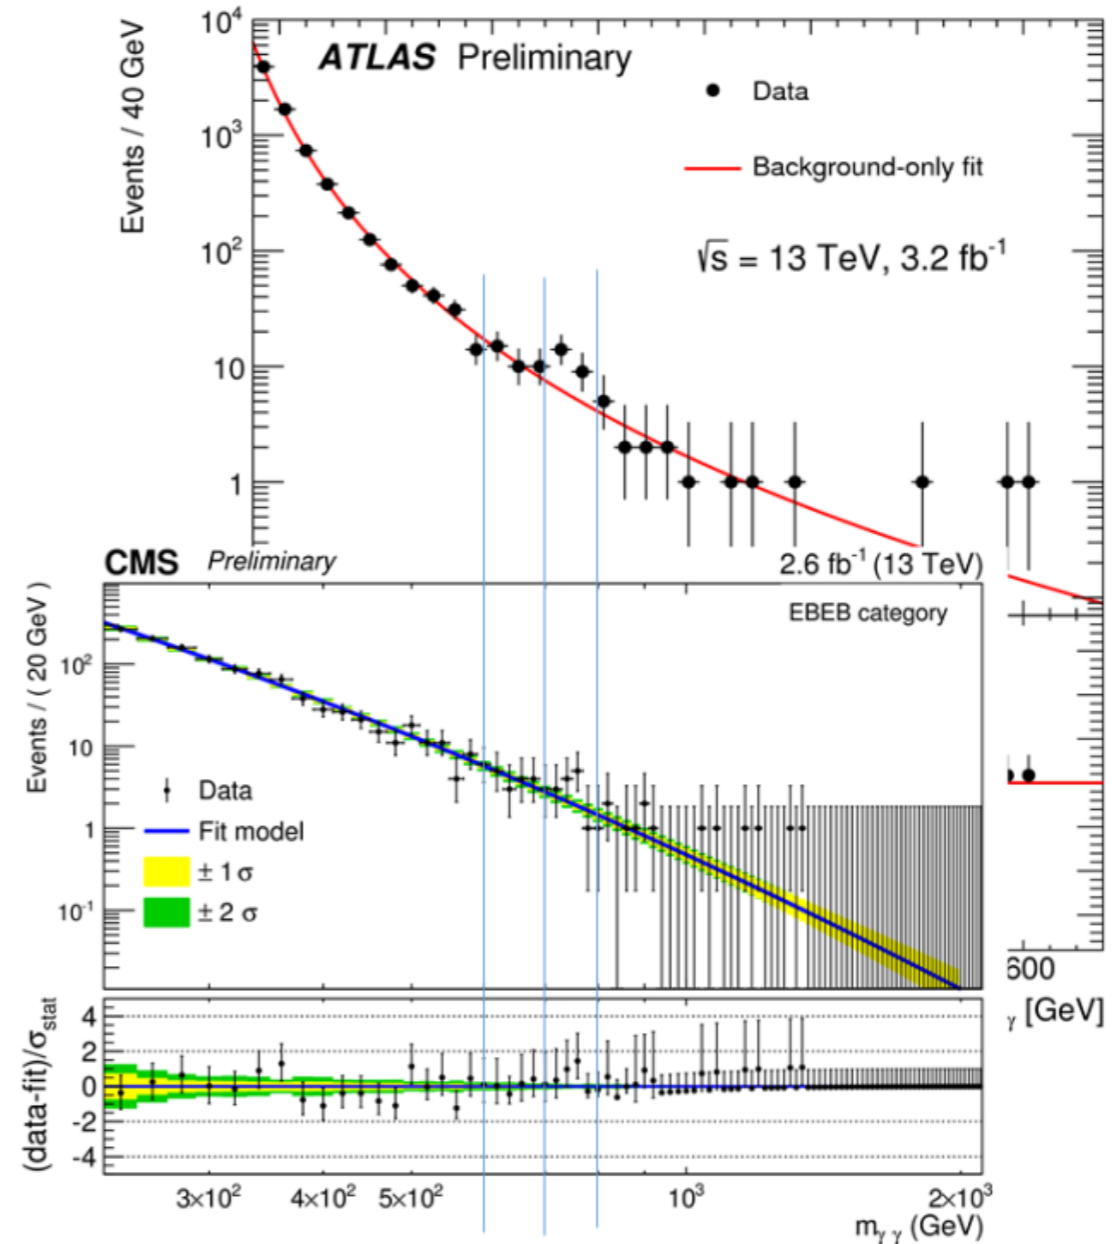 10⁴
Events / 40 GeV
ATLAS Preliminary
Data
10³
Background-only fit
10²
√s = 13 TeV, 3.2 fb⁻¹
10
1
CMS Preliminary
2.6 fb⁻¹ (13 TeV)
Events / ( 20 GeV )
EBEB category
10²
10
Data
1
Fit model
± 1 σ
10⁻¹
± 2 σ
600
γ [GeV]
(data-fit)/σstat
4
2
0
-2
-4
3×10² 4×10² 5×10² 10³ 2×10³
mγγ (GeV)